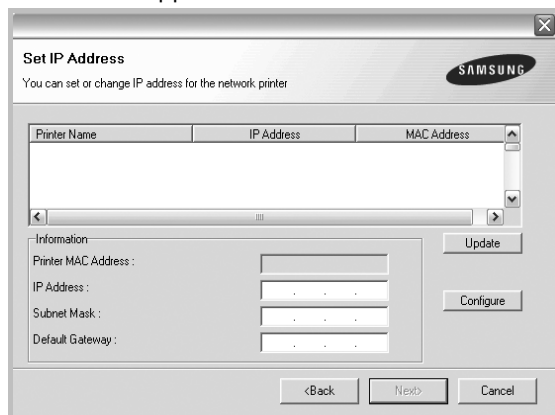 Set IP Address
You can set or change IP address for the network printer
SAMSUNG
Printer Name IP Address MAC Address
Information
Update
Printer MAC Address :
IP Address :
Configure
Subnet Mask :
Default Gateway :
<Back Next> Cancel